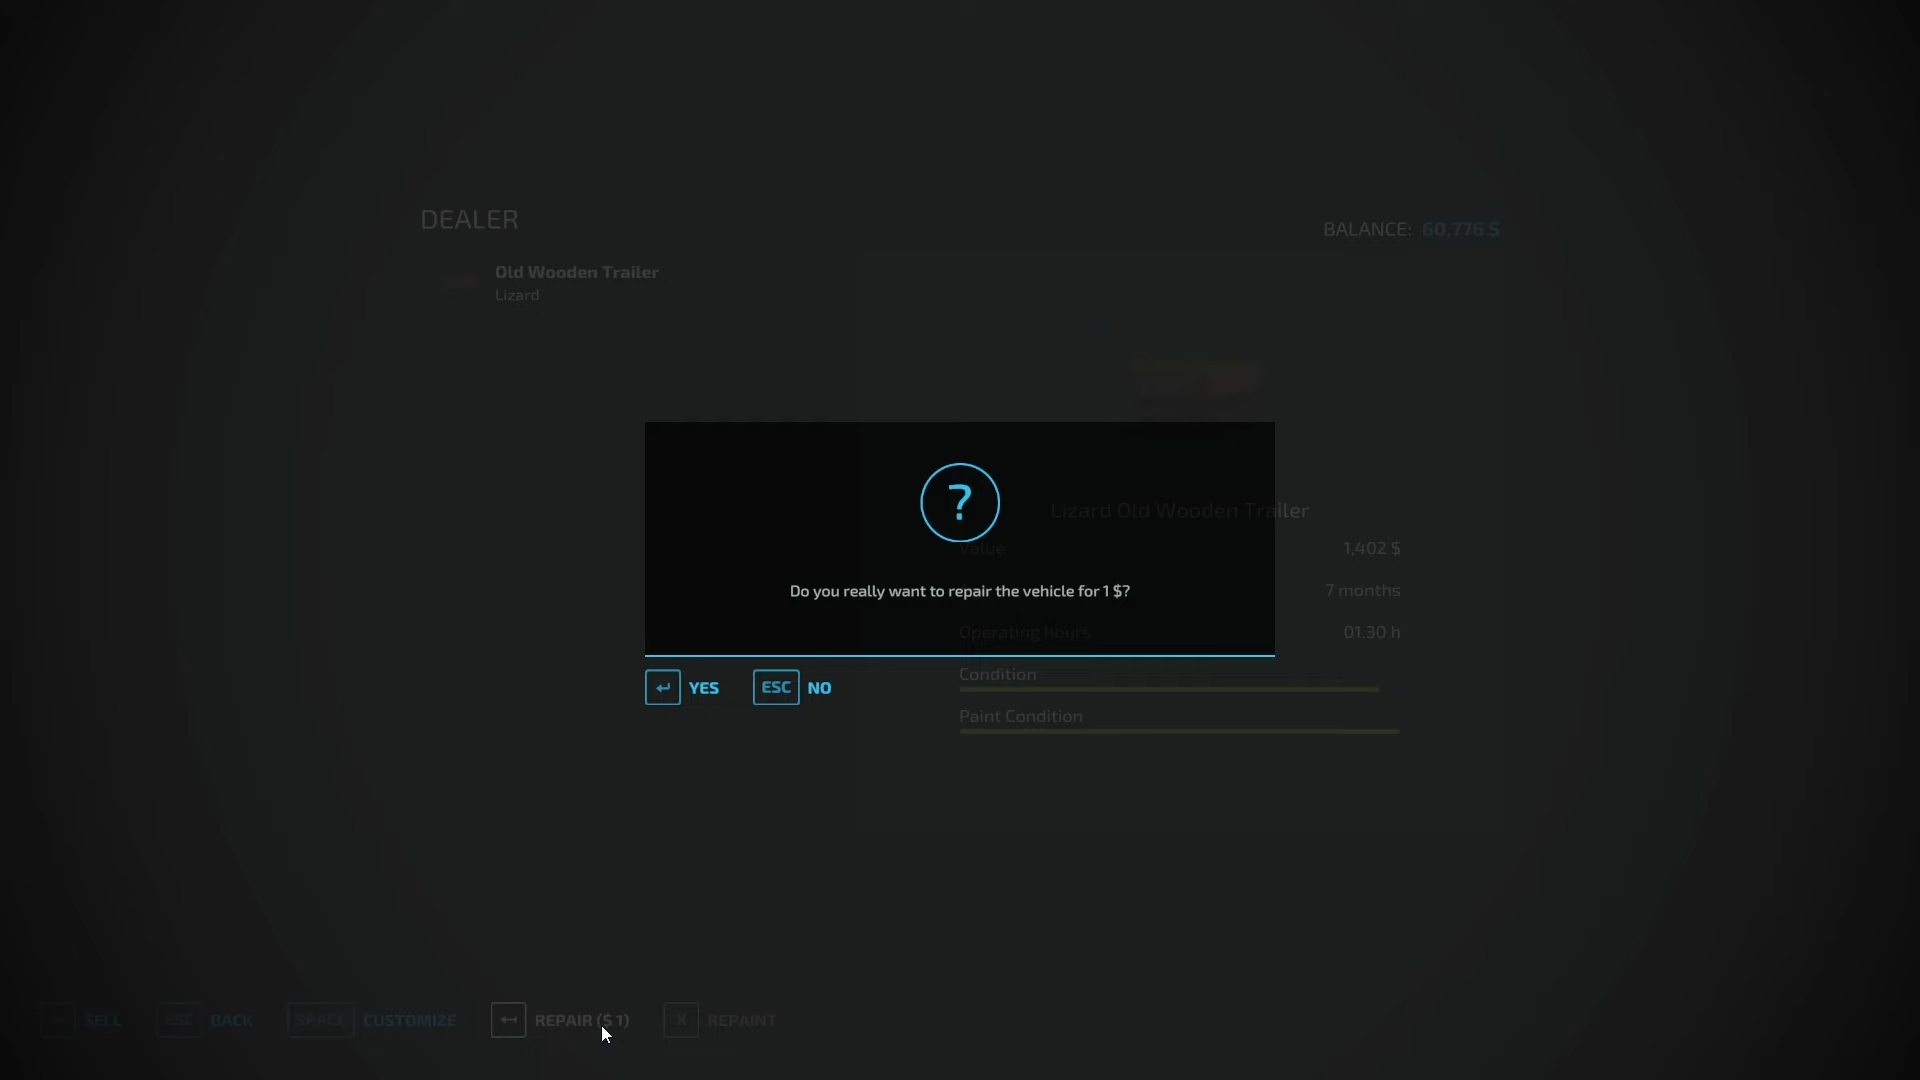 DEALER
BALANCE: 60,776 $
Old Wooden Trailer
Lizard
?
Lizard Old Wooden Trailer
Value 1,402 $
Do you really want to repair the vehicle for 1 $?
7 months
Operating hours 01.30 h
Condition
YES ESC NO
Paint Condition
SELL ESC BACK SPACE CUSTOMIZE REPAIR ($ 1) X REPAINT